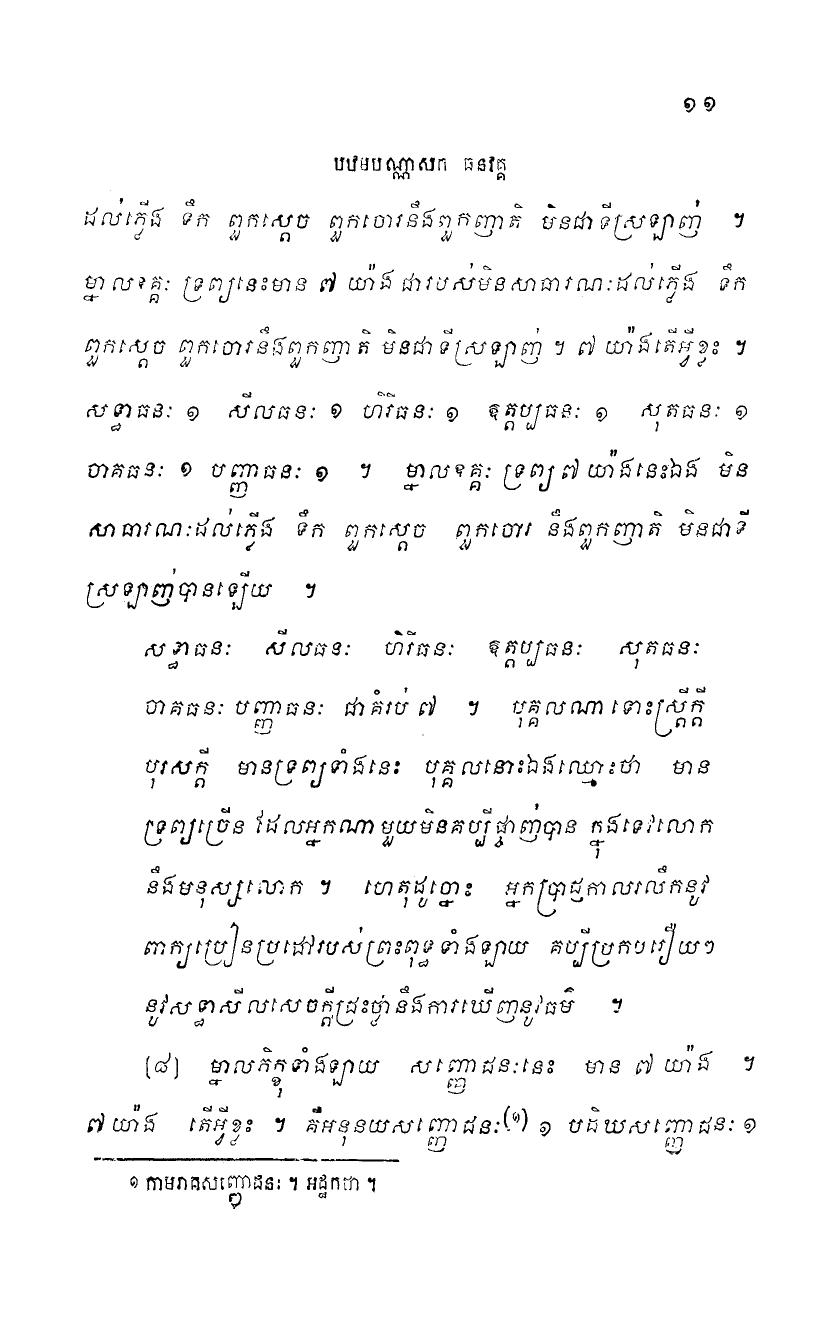 ១១
បឋមបណ្ណាសក ធនវគ្គ
ដល់ភ្លើង ទឹក ពួកស្តេច ពួកចោរនឹងពួកញាតិ មិនជាទីស្រឡាញ់ ។
ម្នាលឧគ្គៈ ទ្រព្យនេះមាន ៧ យ៉ាង ជារបស់មិនសាធារណៈដល់ភ្លើង ទឹក
ពួកស្តេច ពួកចោរនឹងពួកញាតិ មិនជាទីស្រឡាញ់ ។ ៧ យ៉ាងតើអ្វីខ្លះ ។
សទ្ធាធនៈ ១ សីលធនៈ ១ ហិរីធនៈ ១ ឱត្តប្បធនៈ ១ សុតធនៈ ១
ចាគធនៈ ១ បញ្ញាធនៈ ១ ។ ម្នាលឧគ្គៈ ទ្រព្យ ៧ យ៉ាងនេះឯង មិន
សាធារណៈដល់ភ្លើង ទឹក ពួកស្តេច ពួកចោរ នឹងពួកញាតិ មិនជាទី
ស្រឡាញ់បានឡើយ ។
សទ្ធាធនៈ សីលធនៈ ហិរីធនៈ ឱត្តប្បធនៈ សុតធនៈ
ចាគធនៈ បញ្ញាធនៈ ជាគំរប់ ៧ ។ បុគ្គលណា ទោះស្ត្រីក្តី
បុរសក្តី មានទ្រព្យទាំងនេះ បុគ្គលនោះឯងឈ្មោះថា មាន
ទ្រព្យច្រើន ដែលអ្នកណាមួយមិនគប្បីផ្ចាញ់បាន ក្នុងទេវលោក
នឹងមនុស្សលោក ។ ហេតុដូច្នោះ អ្នកប្រាជ្ញកាលរលឹកនូវ
ពាក្យប្រៀនប្រដៅរបស់ព្រះពុទ្ធទាំងឡាយ គប្បីប្រកបរឿយៗ
នូវសទ្ធាសីលសេចក្តីជ្រះថ្លានឹងការឃើញនូវធម៌ ។
[៨] ម្នាលភិក្ខុទាំងឡាយ សញ្ញោជនៈនេះ មាន ៧ យ៉ាង ។
៧ យ៉ាង តើអ្វីខ្លះ ។ គឺអនុនយសញ្ញោជនៈ(១) ១ បដិឃសញ្ញោជនៈ ១
១ កាមរាគសញ្ញោជនៈ ។ អដ្ឋកថា ។